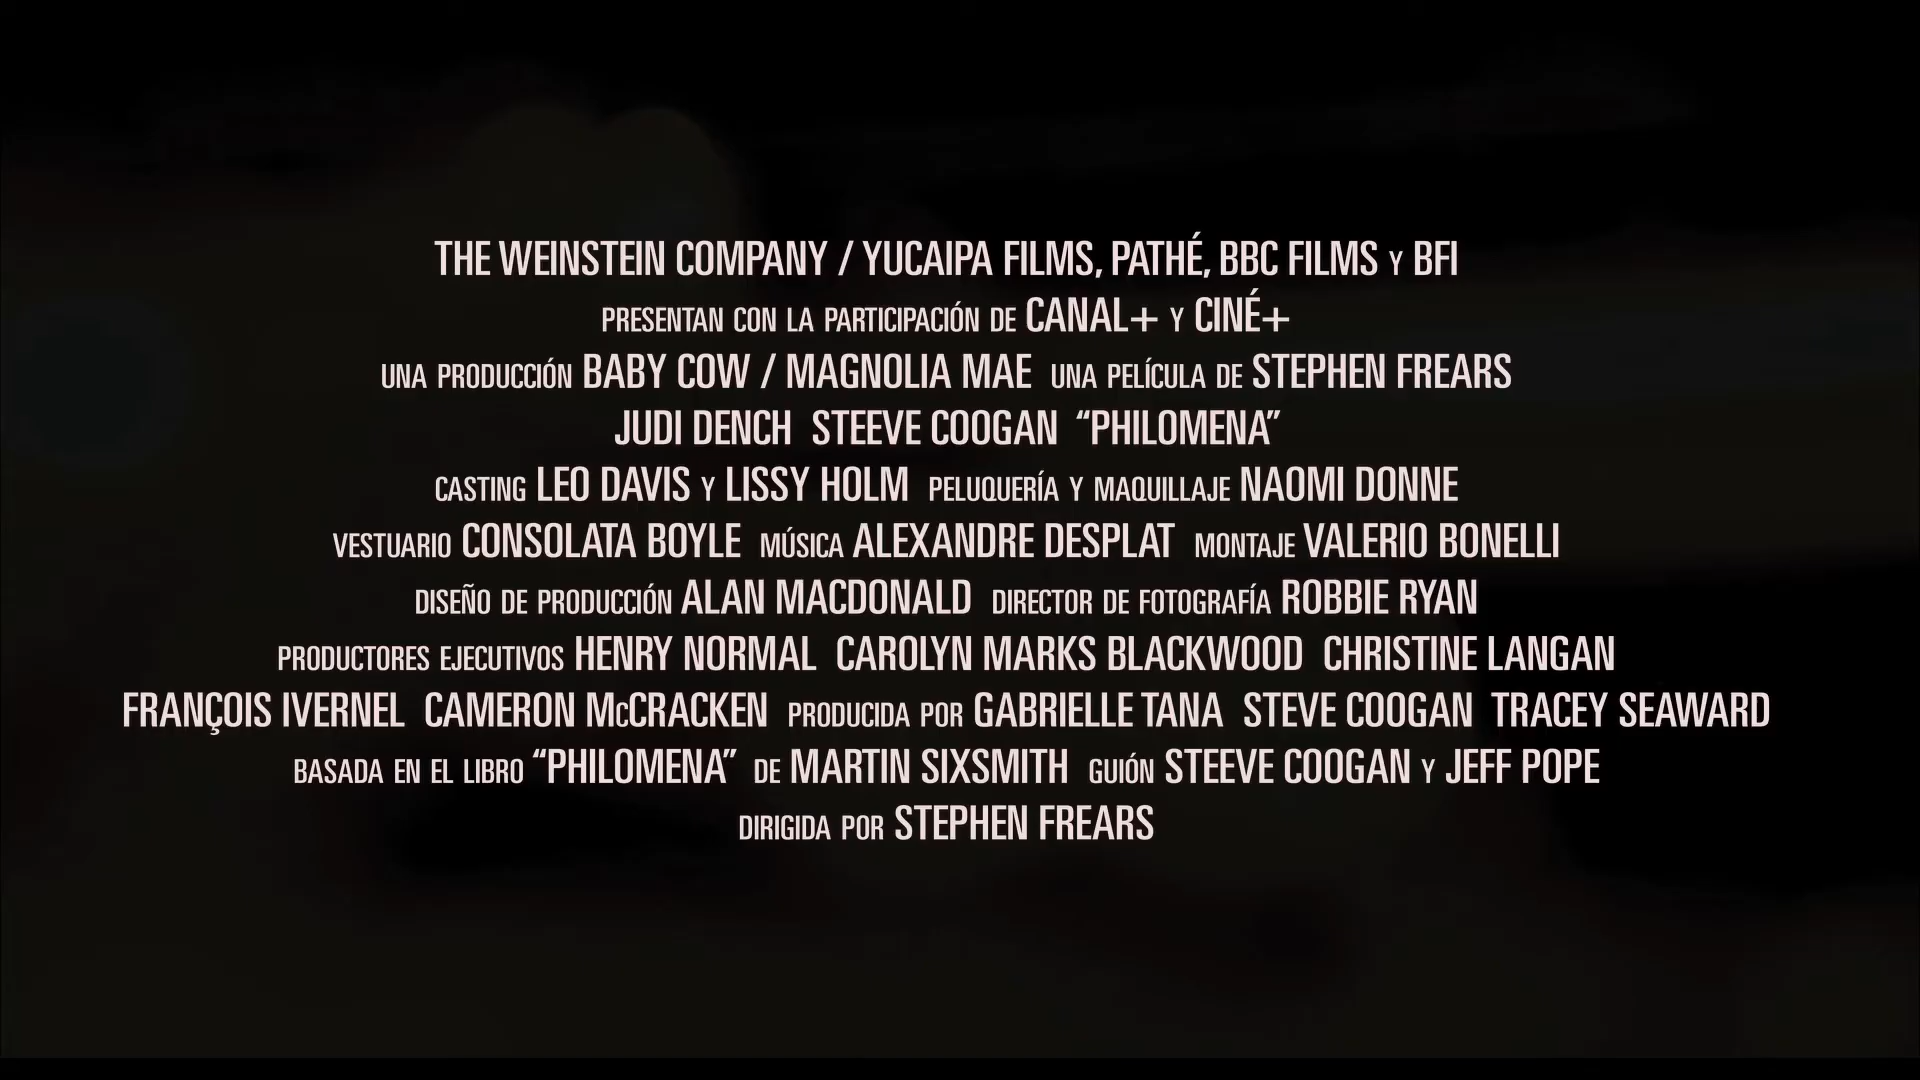 THE WEINSTEIN COMPANY / YUCAIPA FILMS, PATHÉ, BBC FILMS Y BFI
PRESENTAN CON LA PARTICIPACIÓN DE CANAL+ Y CINÉ+
UNA PRODUCCIÓN BABY COW / MAGNOLIA MAE UNA PELÍCULA DE STEPHEN FREARS
JUDI DENCH STEEVE COOGAN “PHILOMENA”
CASTING LEO DAVIS Y LISSY HOLM PELUQUERÍA Y MAQUILLAJE NAOMI DONNE
VESTUARIO CONSOLATA BOYLE MÚSICA ALEXANDRE DESPLAT MONTAJE VALERIO BONELLI
DISEÑO DE PRODUCCIÓN ALAN MACDONALD DIRECTOR DE FOTOGRAFÍA ROBBIE RYAN
PRODUCTORES EJECUTIVOS HENRY NORMAL CAROLYN MARKS BLACKWOOD CHRISTINE LANGAN
FRANÇOIS IVERNEL CAMERON McCRACKEN PRODUCIDA POR GABRIELLE TANA STEVE COOGAN TRACEY SEAWARD
BASADA EN EL LIBRO “PHILOMENA” DE MARTIN SIXSMITH GUIÓN STEEVE COOGAN Y JEFF POPE
DIRIGIDA POR STEPHEN FREARS